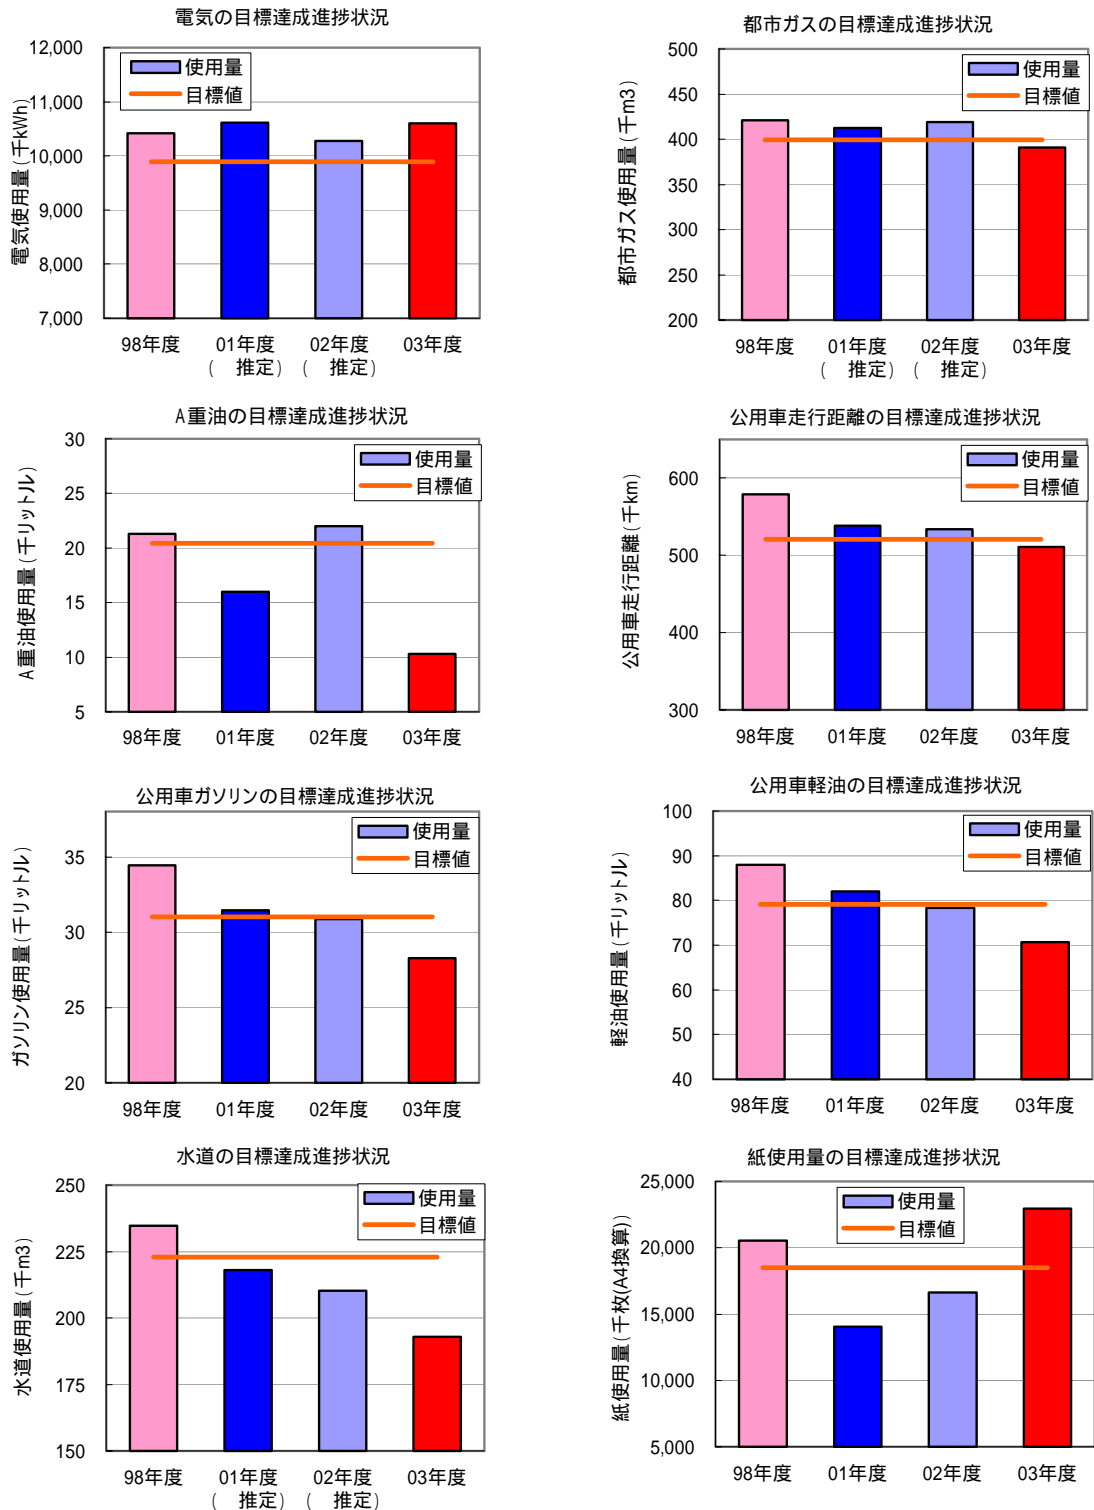 電気の目標達成進捗状況
電気使用量(千kWh)
12,000
11,000
10,000
9,000
8,000
7,000
使用量
目標値
98年度 01年度 02年度 03年度
( 推定) ( 推定)
都市ガスの目標達成進捗状況
都市ガス使用量(千m3)
500
450
400
350
300
250
200
使用量
目標値
98年度 01年度 02年度 03年度
( 推定) ( 推定)
A重油の目標達成進捗状況
A重油使用量(千リットル)
30
25
20
15
10
5
使用量
目標値
98年度 01年度 02年度 03年度
公用車走行距離の目標達成進捗状況
公用車走行距離(千km)
600
500
400
300
使用量
目標値
98年度 01年度 02年度 03年度
公用車ガソリンの目標達成進捗状況
ガソリン使用量(千リットル)
35
30
25
20
使用量
目標値
98年度 01年度 02年度 03年度
公用車軽油の目標達成進捗状況
軽油使用量(千リットル)
100
90
80
70
60
50
40
使用量
目標値
98年度 01年度 02年度 03年度
水道の目標達成進捗状況
水道使用量(千m3)
250
225
200
175
150
使用量
目標値
98年度 01年度 02年度 03年度
( 推定) ( 推定)
紙使用量の目標達成進捗状況
紙使用量(千枚(A4換算))
25,000
20,000
15,000
10,000
5,000
使用量
目標値
98年度 01年度 02年度 03年度